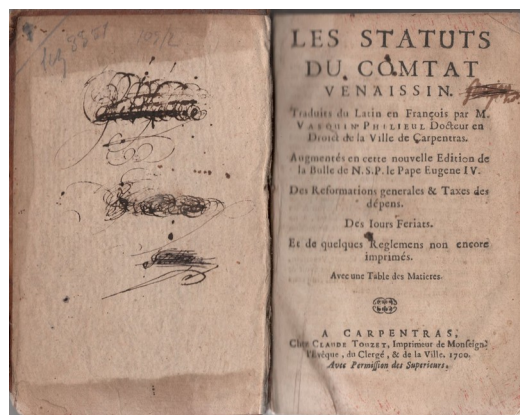 LES STATUTS
DU COMTAT
VENAISSIN.
Traduits du Latin en François par M.
VASQUIN PHILIEUL Docteur en
Droict de la Ville de Carpentras.
Augmentés en cette nouvelle Edition de
la Bulle de N.S.P. le Pape Eugene IV.
Des Reformations generales & Taxes des
dépens.
Des Iours Feriats.
Et de quelques Reglemens non encore
imprimés.
Avec une Table des Matieres.
A CARPENTRAS,
Chez CLAUDE TOUZET, Imprimeur de Monseigñ.
l'Evêque, du Clergé, & de la Ville. 1700.
Avec Permission des Superieurs.